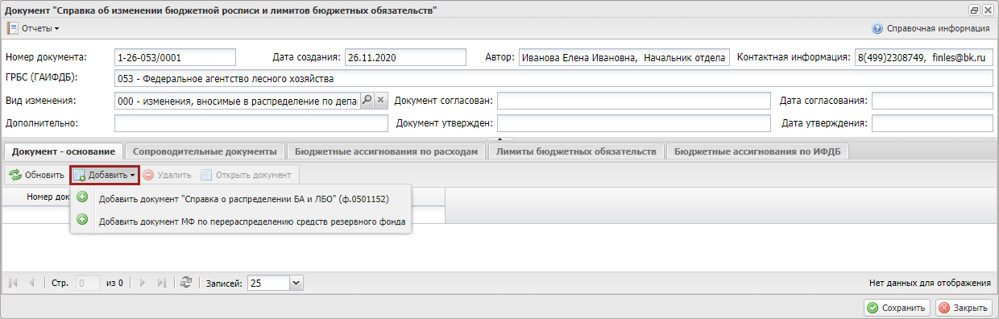 Документ "Справка об изменении бюджетной росписи и лимитов бюджетных обязательств"
Отчеты Справочная информация
Номер документа: 1-26-053/0001 Дата создания: 26.11.2020 Автор: Иванова Елена Ивановна, Начальник отдела Контактная информация: 8(499)2308749, finles@bk.ru
ГРБС (ГАИФДБ): 053 - Федеральное агентство лесного хозяйства
Вид изменения: 000 - изменения, вносимые в распределение по депа Документ согласован: Дата согласования:
Дополнительно: Документ утвержден: Дата утверждения:
Документ - основание Сопроводительные документы Бюджетные ассигнования по расходам Лимиты бюджетных обязательств Бюджетные ассигнования по ИФДБ
Обновить Добавить Удалить Открыть документ
Номер док
Добавить документ "Справка о распределении БА и ЛБО" (ф.0501152)
Добавить документ МФ по перераспределению средств резервного фонда
Стр. 0 из 0 Записей: 25 Нет данных для отображения
Сохранить Закрыть